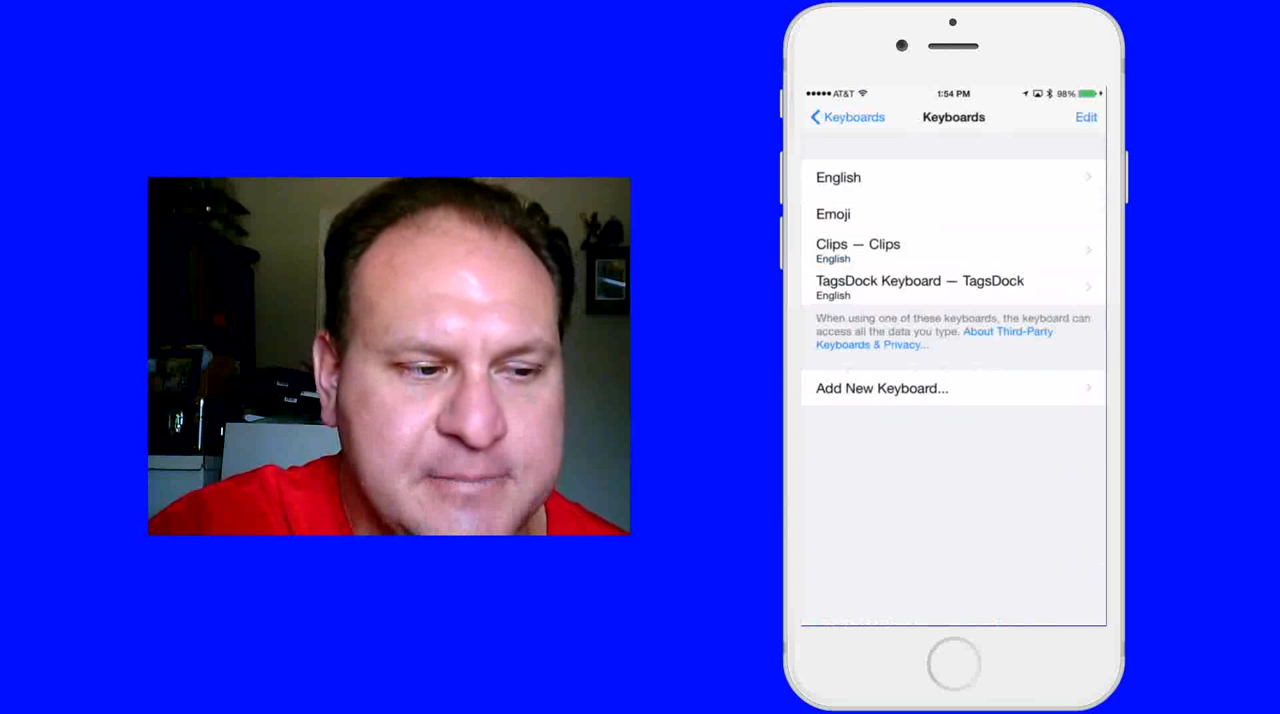 AT&T 1:54 PM 98%
Keyboards Keyboards Edit
English
Emoji
Clips — Clips
English
TagsDock Keyboard — TagsDock
English
When using one of these keyboards, the keyboard can
access all the data you type. About Third-Party
Keyboards & Privacy...
Add New Keyboard...